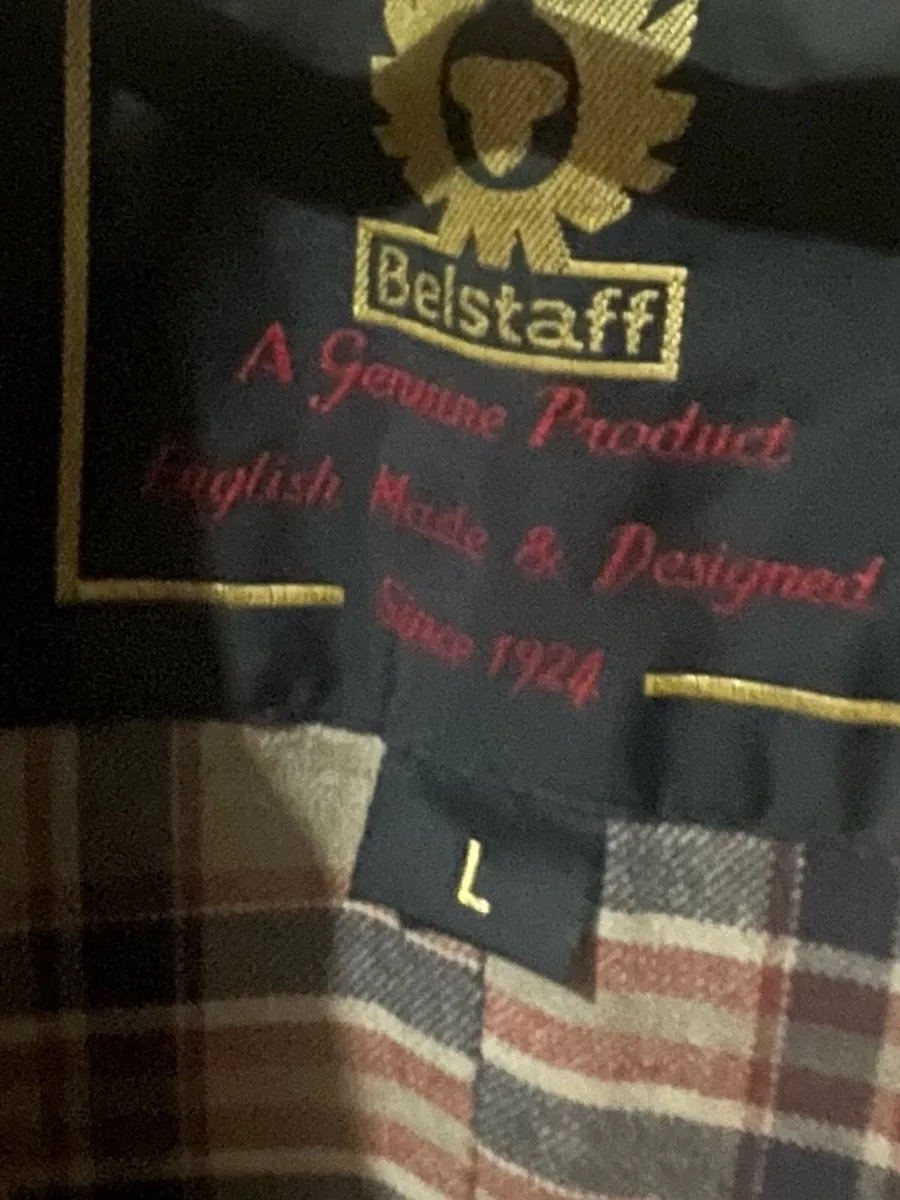 Belstaff
A Genuine Product
English Made & Designed
Since 1924
L